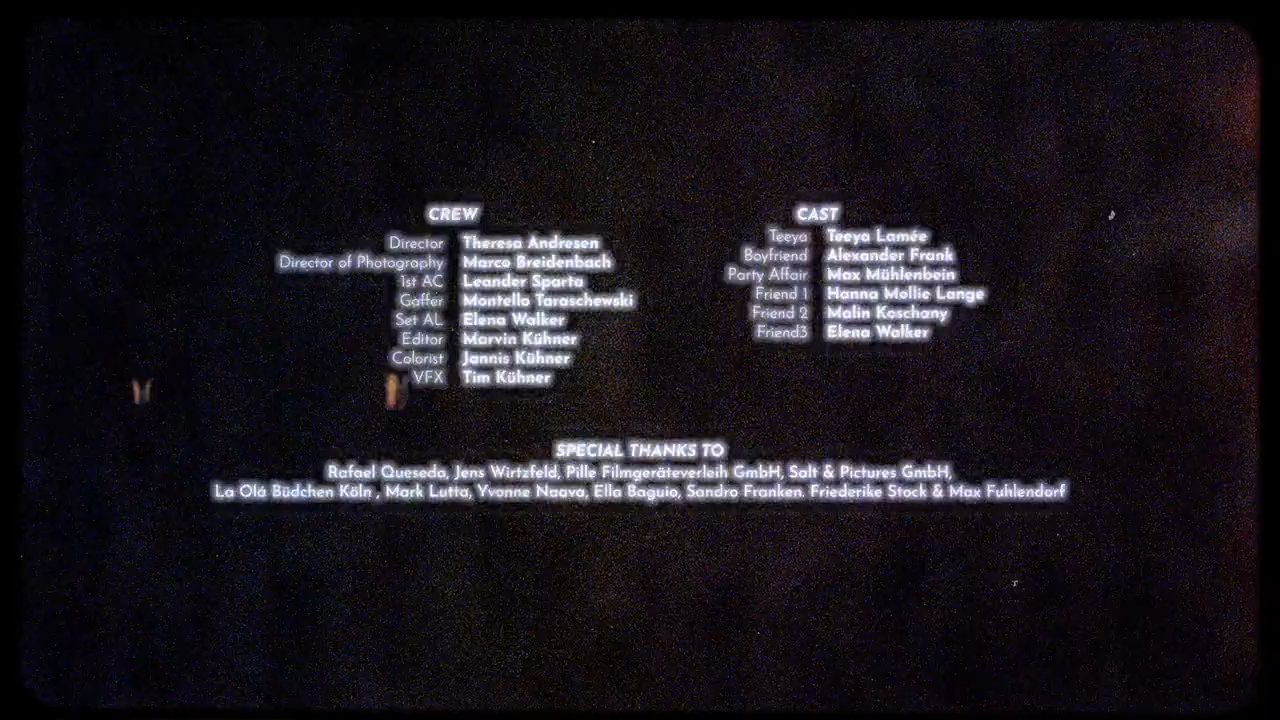 CREW
Director Theresa Andresen
Director of Photography Marco Breidenbach
1st AC Leander Sparta
Gaffer Montello Taraschewski
Set AL Elena Walker
Editor Marvin Kühner
Colorist Jannis Kühner
VFX Tim Kühner
CAST
Teeya Teeya Lamée
Boyfriend Alexander Frank
Party Affair Max Mühlenbein
Friend 1 Hanna Mollie Lange
Friend 2 Malin Koschany
Friend3 Elena Walker
SPECIAL THANKS TO
Rafael Queseda, Jens Wirtzfeld, Pille Filmgeräteverleih GmbH, Salt & Pictures GmbH,
La Olá Büdchen Köln , Mark Lutta, Yvonne Naava, Ella Baguio, Sandro Franken. Friederike Stock & Max Fuhlendorf